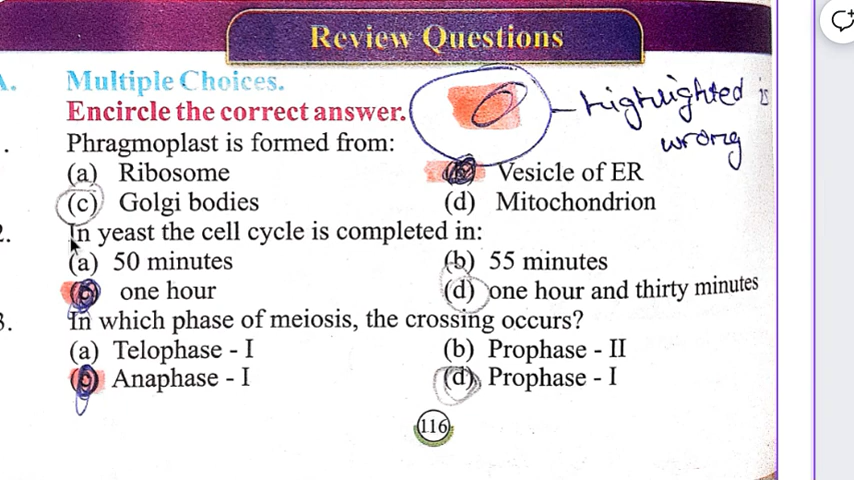 Review Questions
Multiple Choices.
Encircle the correct answer.
Highlighted is
wrong
Phragmoplast is formed from:
(a) Ribosome
Vesicle of ER
(c) Golgi bodies
(d) Mitochondrion
2. In yeast the cell cycle is completed in:
(a) 50 minutes
(b) 55 minutes
(c) one hour
(d) one hour and thirty minutes
3. In which phase of meiosis, the crossing occurs?
(a) Telophase - I
(b) Prophase - II
Anaphase - I
(d) Prophase - I
116